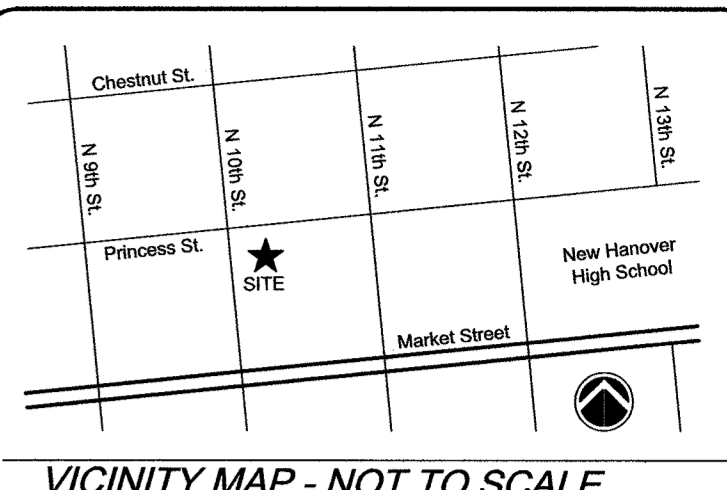 Chestnut St.
N 9th St.
N 10th St.
N 11th St.
N 12th St.
N 13th St.
Princess St.
SITE
New Hanover
High School
Market Street
VICINITY MAP - NOT TO SCALE